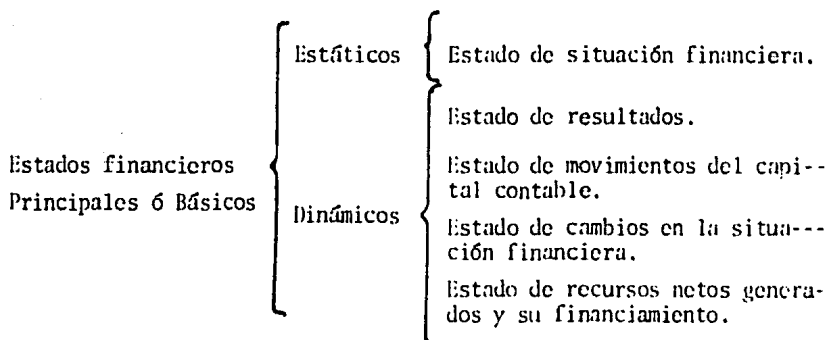 Estados financieros
Principales ó Básicos
Estáticos
Estado de situación financiera.
Dinámicos
Estado de resultados.
Estado de movimientos del capi--
tal contable.
Estado de cambios en la situa---
ción financiera.
Estado de recursos netos genera-
dos y su financiamiento.